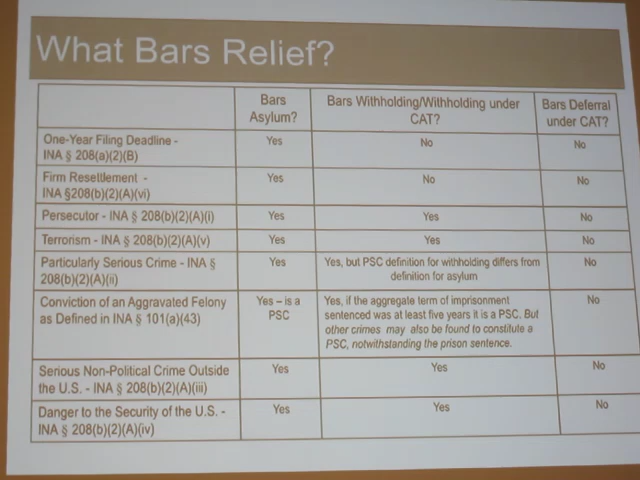 What Bars Relief?
Bars
Asylum?
Bars Withholding/Withholding under
CAT?
Bars Deferral
under CAT?
One-Year Filing Deadline -
INA § 208(a)(2)(B)
Yes
No
No
Firm Resettlement -
INA §208(b)(2)(A)(vi)
Yes
No
No
Persecutor - INA § 208(b)(2)(A)(i)
Yes
Yes
No
Terrorism - INA § 208(b)(2)(A)(v)
Yes
Yes
No
Particularly Serious Crime - INA §
208(b)(2)(A)(ii)
Yes
Yes, but PSC definition for withholding differs from
definition for asylum
No
Conviction of an Aggravated Felony
as Defined in INA § 101(a)(43)
Yes – is a
PSC
Yes, if the aggregate term of imprisonment
sentenced was at least five years it is a PSC. But
other crimes may also be found to constitute a
PSC, notwithstanding the prison sentence.
No
Serious Non-Political Crime Outside
the U.S. - INA § 208(b)(2)(A)(iii)
Yes
Yes
No
Danger to the Security of the U.S. -
INA § 208(b)(2)(A)(iv)
Yes
Yes
No